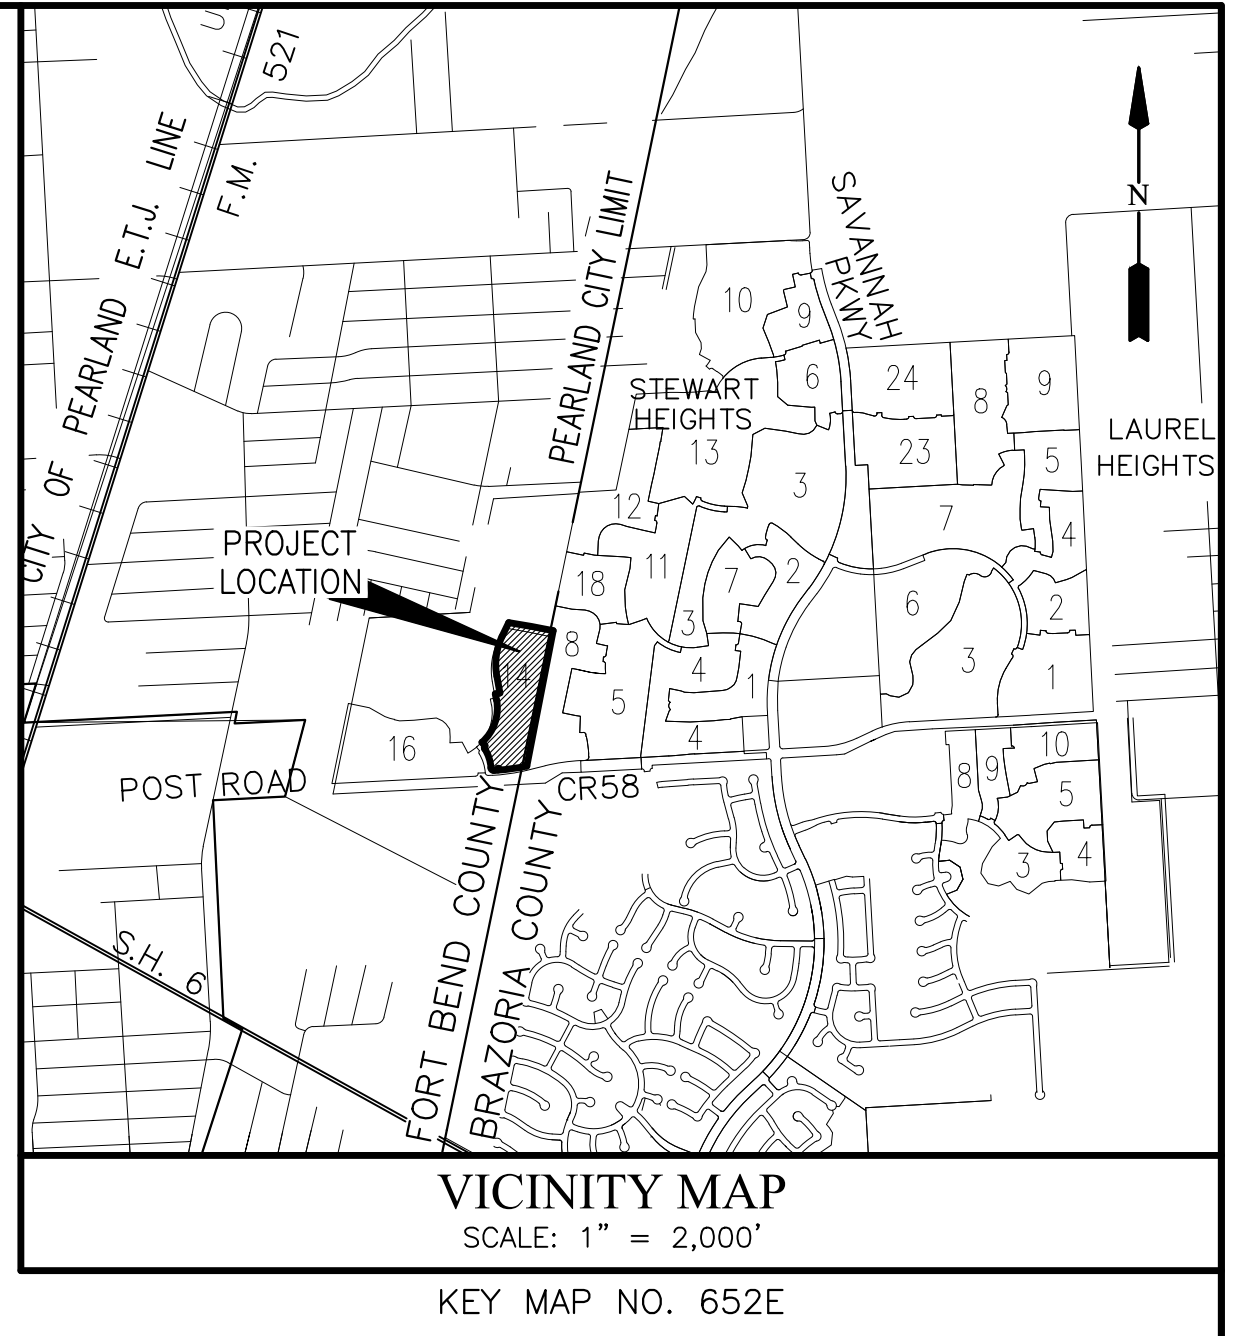 U
521
F.M.
CITY OF PEARLAND E.T.J. LINE
PEARLAND CITY LIMIT
SAVANNAH
PKWY
N
10
9
6
24
8
9
STEWART
HEIGHTS
13
23
5
LAUREL
HEIGHTS
3
12
7
4
PROJECT
LOCATION
18
11
7
2
6
2
3
8
14
4
1
3
1
5
16
4
10
POST ROAD
CR58
8
9
5
3
4
FORT BEND COUNTY
BRAZORIA COUNTY
S.H. 6
VICINITY MAP
SCALE: 1" = 2,000'
KEY MAP NO. 652E